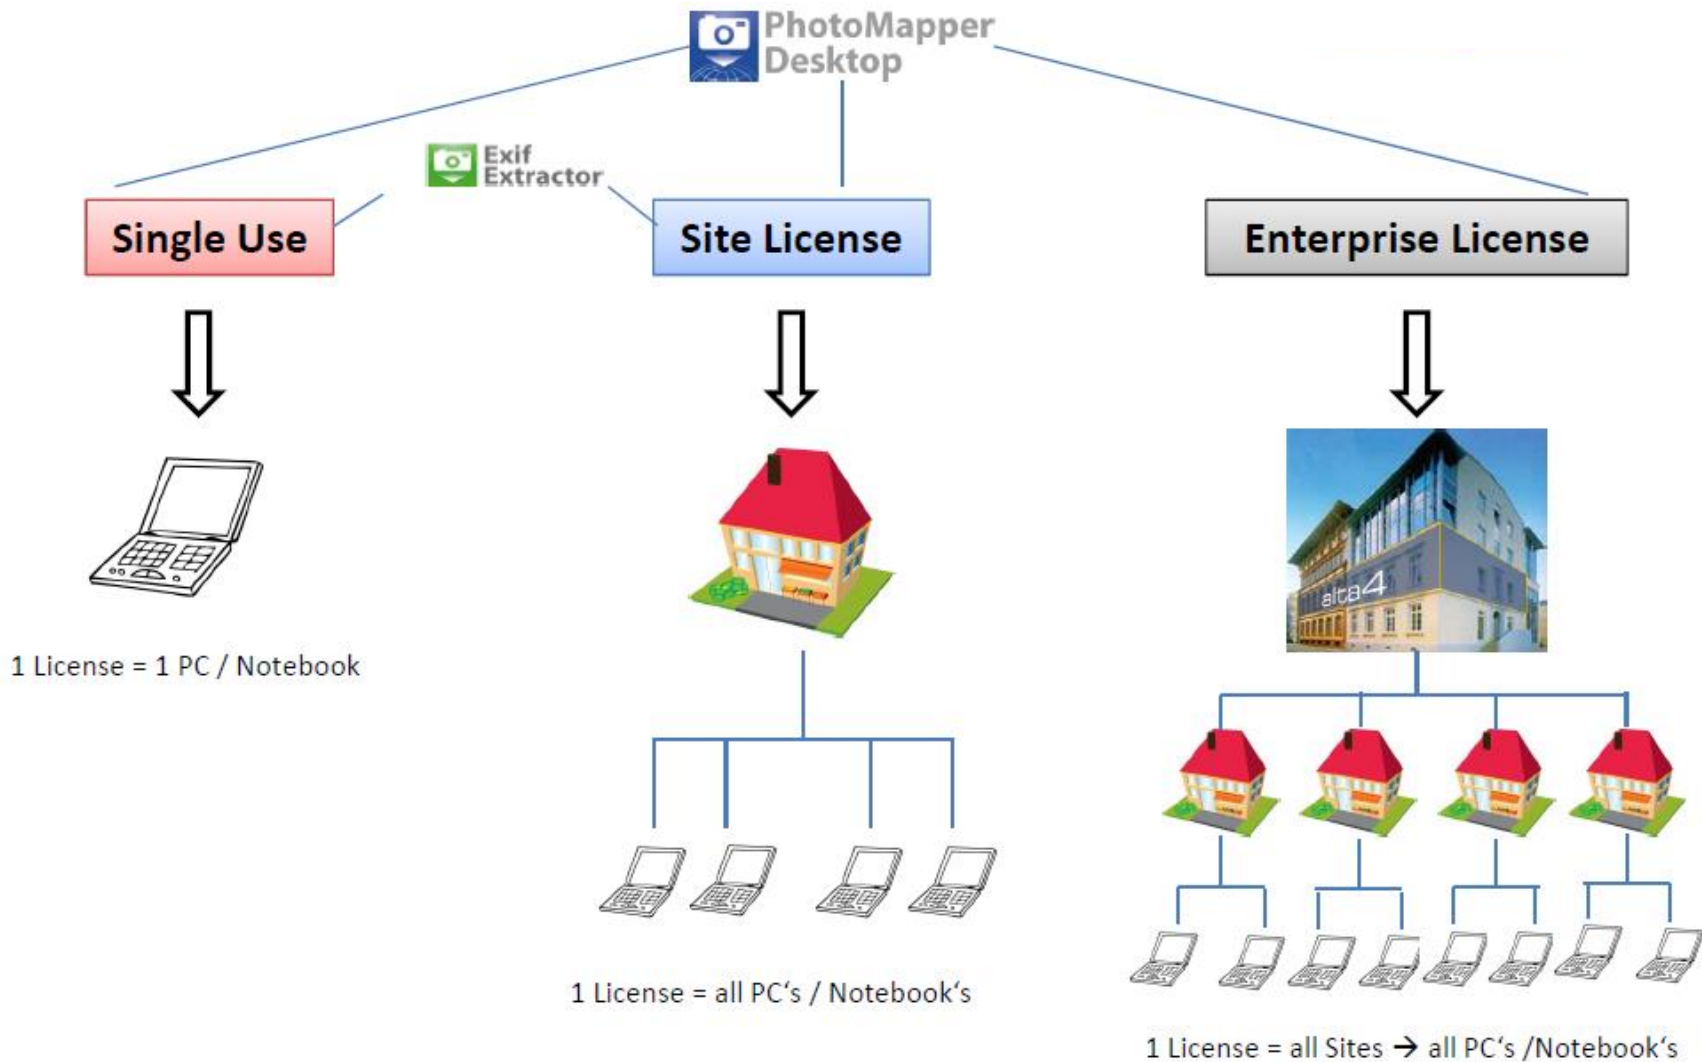 PhotoMapper
Desktop
Exif
Extractor
Single Use
Site License
Enterprise License
alta4
1 License = 1 PC / Notebook
1 License = all PC‘s / Notebook‘s
1 License = all Sites → all PC‘s /Notebook‘s